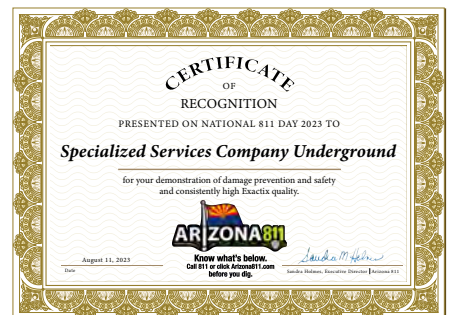 CERTIFICATE
OF
RECOGNITION
PRESENTED ON NATIONAL 811 DAY 2023 TO
Specialized Services Company Underground
for your demonstration of damage prevention and safety
and consistently high Exactix quality.
ARIZONA811
Know what's below.
Call 811 or click Arizona811.com
before you dig.
August 11, 2023
Sandra M Holmes
Date
Sandra Holmes, Executive Director | Arizona 811